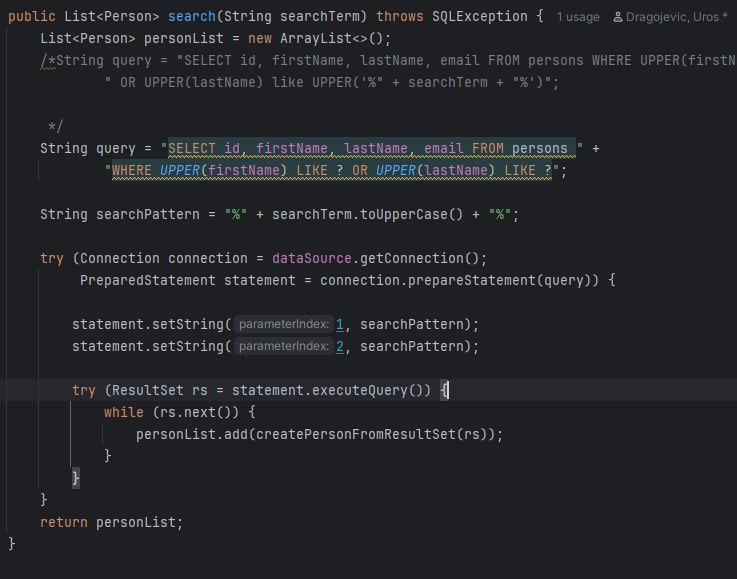 public List<Person> search(String searchTerm) throws SQLException { 1 usage Dragojevic, Uros *
List<Person> personList = new ArrayList<>();
/*String query = "SELECT id, firstName, lastName, email FROM persons WHERE UPPER(firstN
" OR UPPER(lastName) like UPPER('%" + searchTerm + "%')";
*/
String query = "SELECT id, firstName, lastName, email FROM persons " +
"WHERE UPPER(firstName) LIKE ? OR UPPER(lastName) LIKE ?";
String searchPattern = "%" + searchTerm.toUpperCase() + "%";
try (Connection connection = dataSource.getConnection();
PreparedStatement statement = connection.prepareStatement(query)) {
statement.setString( parameterIndex: 1, searchPattern);
statement.setString( parameterIndex: 2, searchPattern);
try (ResultSet rs = statement.executeQuery()) {
while (rs.next()) {
personList.add(createPersonFromResultSet(rs));
}
}
}
return personList;
}